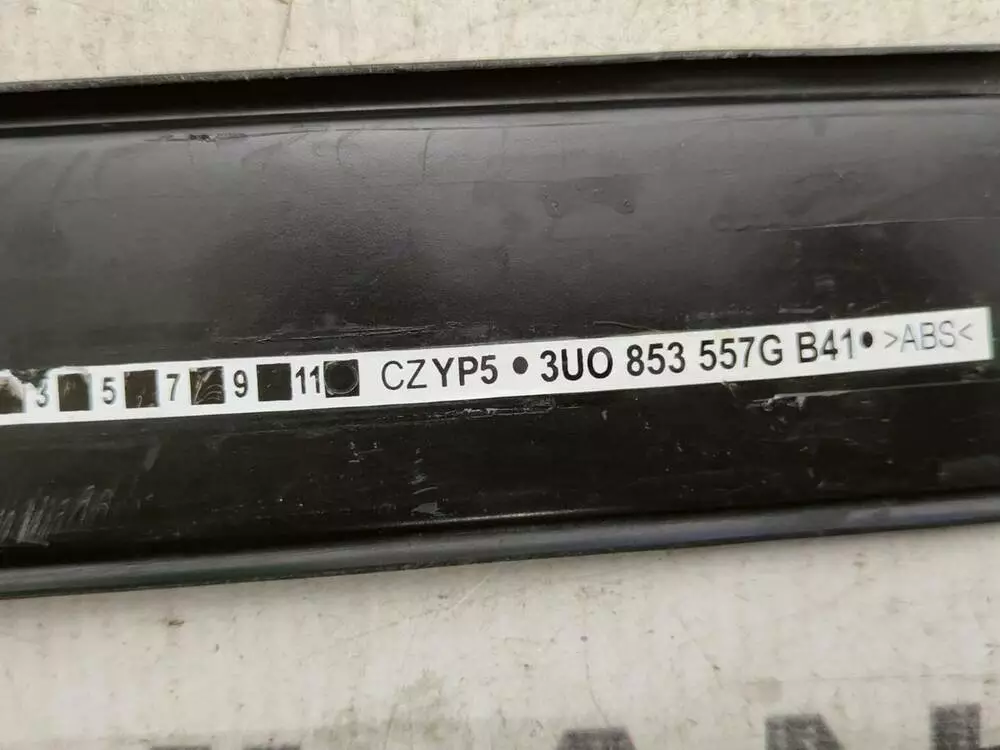 3 5 7 9 11 CZYP5 • 3UO 853 557G B41• >ABS<